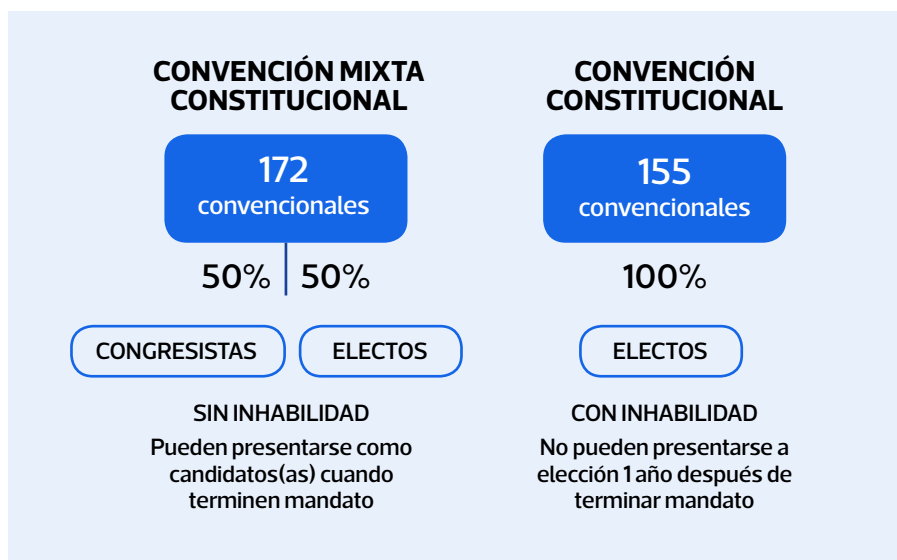 CONVENCIÓN MIXTA
CONSTITUCIONAL
172
convencionales
50% 50%
CONGRESISTAS
ELECTOS
SIN INHABILIDAD
Pueden presentarse como
candidatos(as) cuando
terminen mandato
CONVENCIÓN
CONSTITUCIONAL
155
convencionales
100%
ELECTOS
CON INHABILIDAD
No pueden presentarse a
elección 1 año después de
terminar mandato